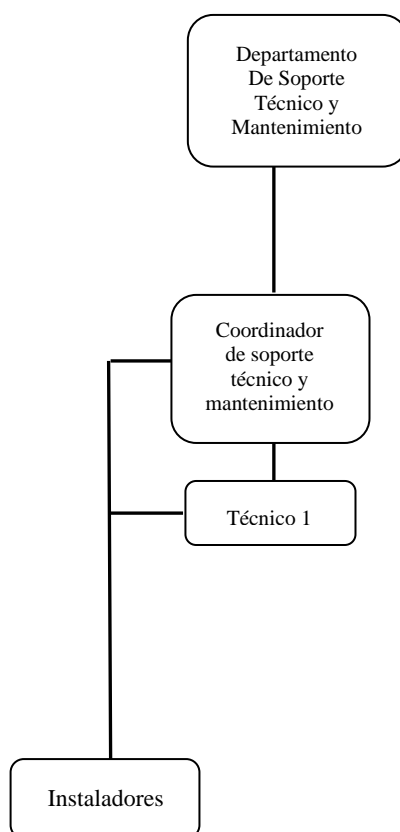 Departamento
De Soporte
Técnico y
Mantenimiento
Coordinador
de soporte
técnico y
mantenimiento
Técnico 1
Instaladores